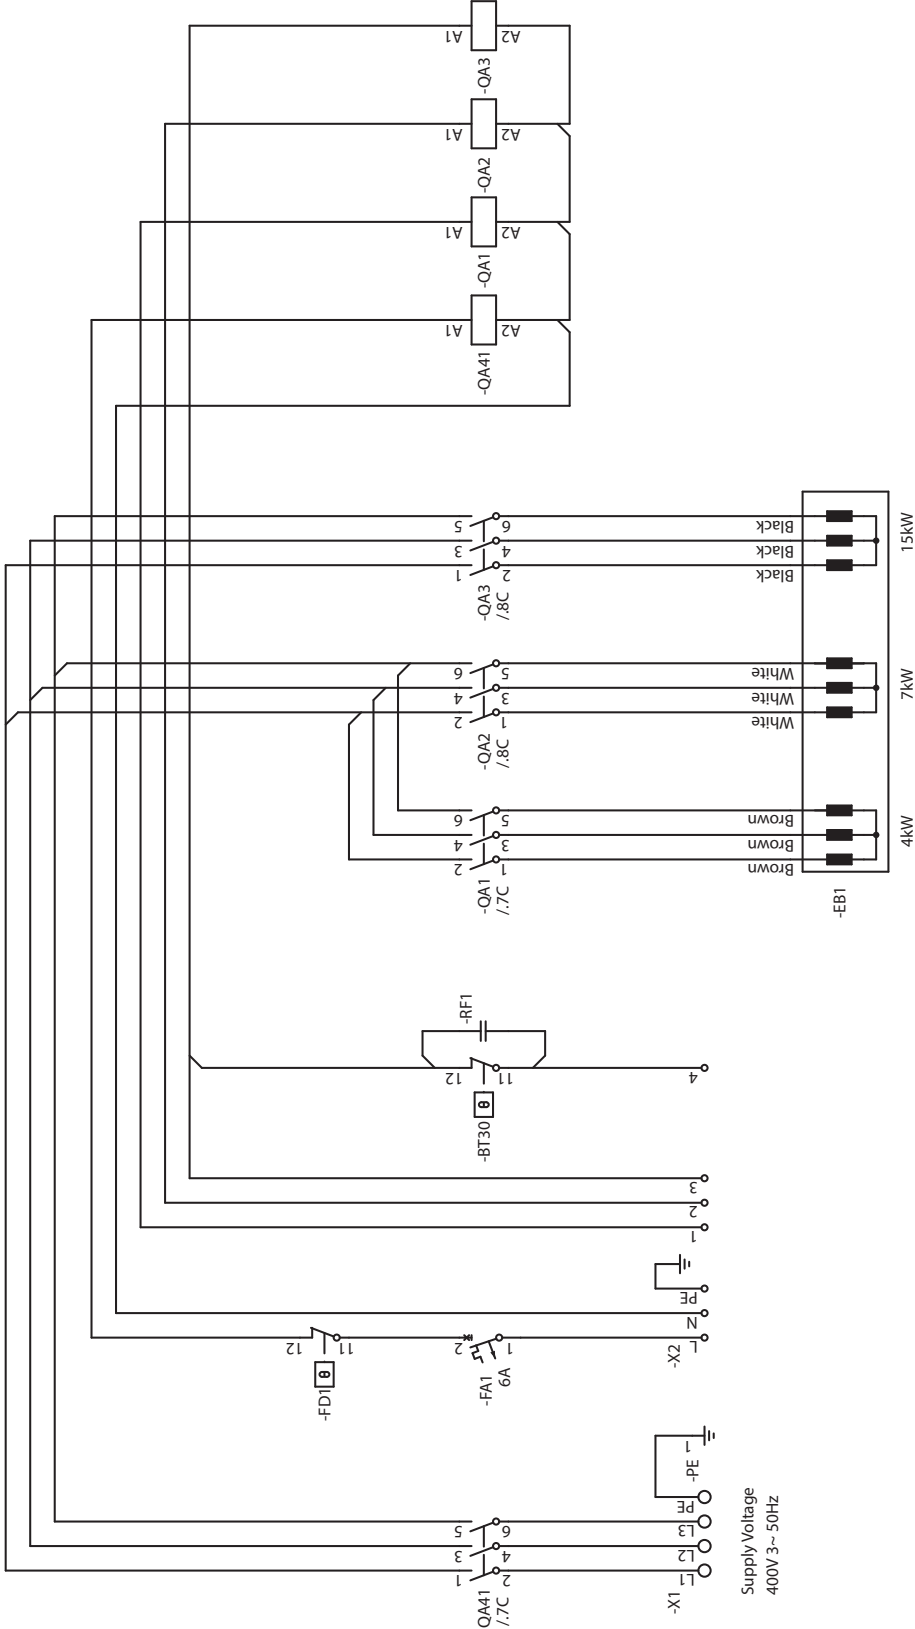 Supply Voltage
400V 3~ 50Hz
-X1
L1
L2
L3
PE
-PE
1
QA41
/.7C
1
2
3
4
5
6
-X2
L
N
PE
1
2
3
4
-FA1
6A
1
2
-FD1
θ
11
12
-BT30
θ
11
12
-RF1
-QA1
/.7C
2
1
4
3
6
5
-QA2
/.8C
2
1
4
3
6
5
-QA3
/.8C
1
2
3
4
5
6
Brown
Brown
Brown
White
White
White
Black
Black
Black
-EB1
4kW
7kW
15kW
-QA41
A1
A2
-QA1
A1
A2
-QA2
A1
A2
-QA3
A1
A2